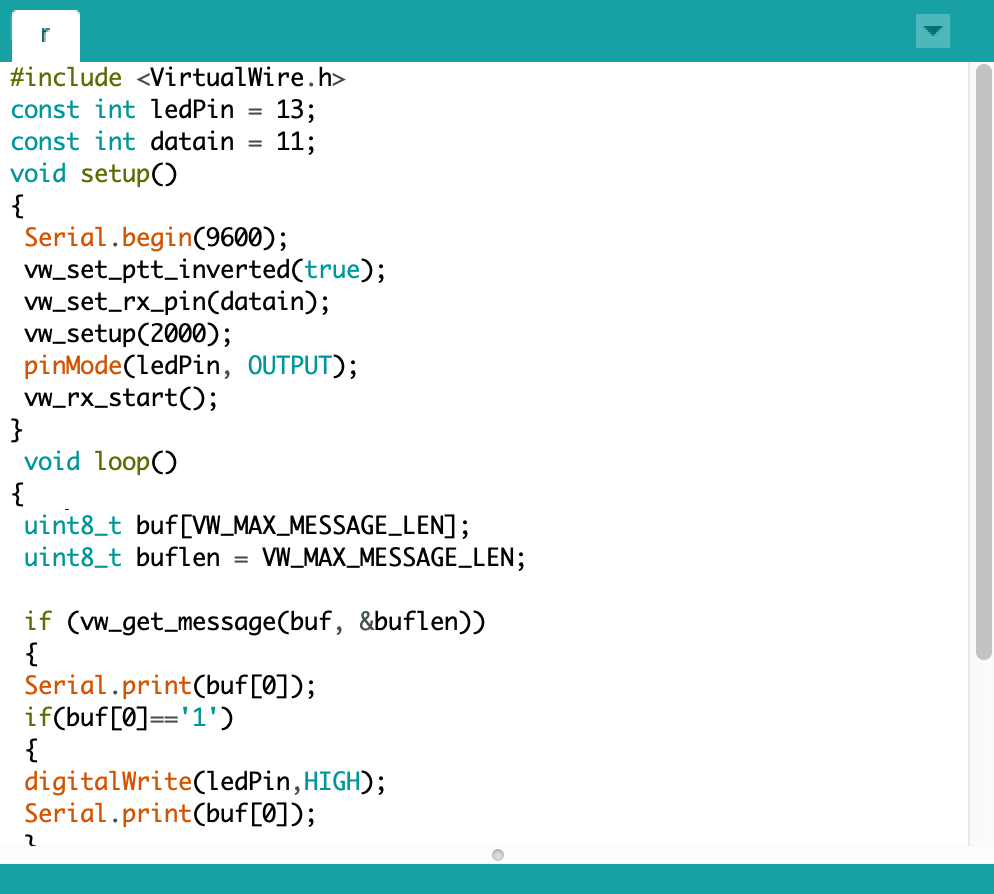 r
#include <VirtualWire.h>
const int ledPin = 13;
const int datain = 11;
void setup()
{
Serial.begin(9600);
vw_set_ptt_inverted(true);
vw_set_rx_pin(datain);
vw_setup(2000);
pinMode(ledPin, OUTPUT);
vw_rx_start();
}
void loop()
{
uint8_t buf[VW_MAX_MESSAGE_LEN];
uint8_t buflen = VW_MAX_MESSAGE_LEN;
if (vw_get_message(buf, &buflen))
{
Serial.print(buf[0]);
if(buf[0]=='1')
{
digitalWrite(ledPin,HIGH);
Serial.print(buf[0]);
}